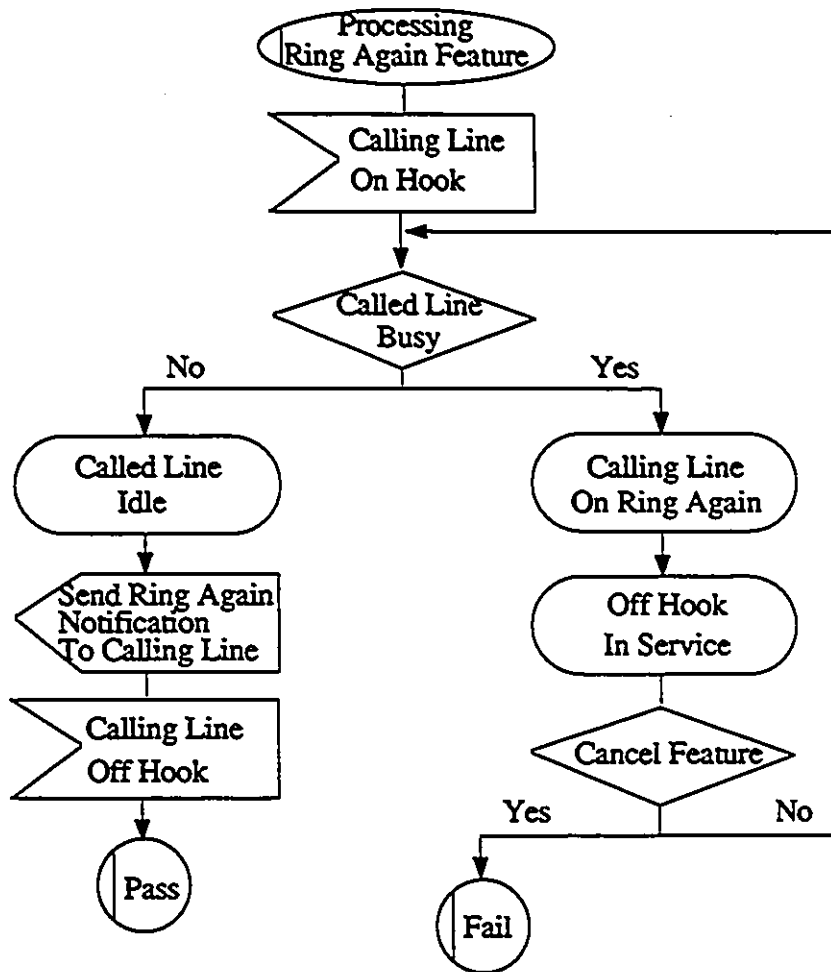 Processing
Ring Again Feature
Calling Line
On Hook
Called Line
Busy
No
Yes
Called Line
Idle
Calling Line
On Ring Again
Send Ring Again
Notification
To Calling Line
Off Hook
In Service
Calling Line
Off Hook
Cancel Feature
Yes
No
Pass
Fail